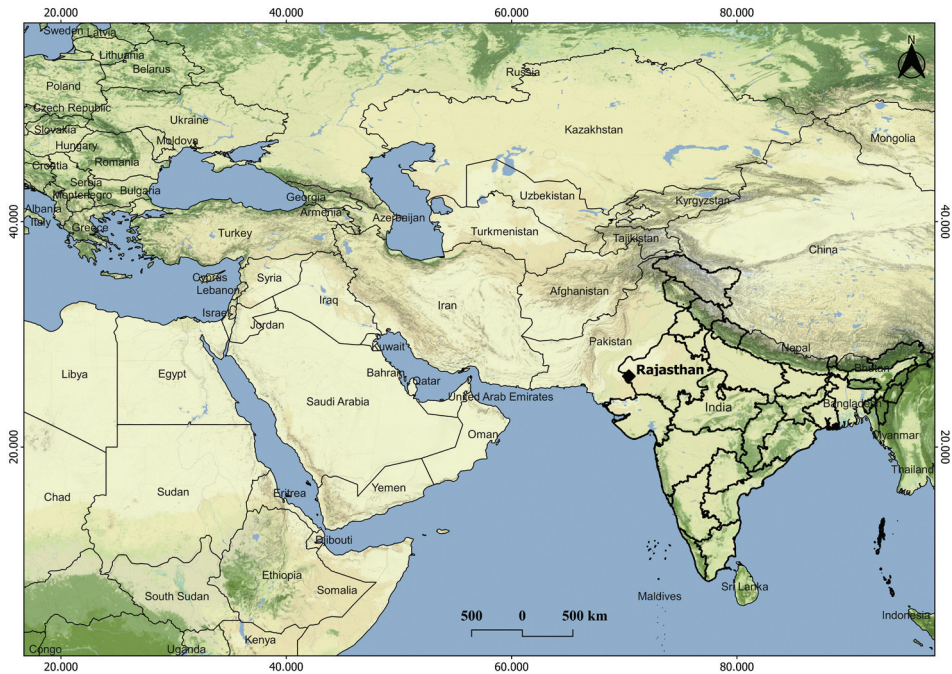 20.000 40.000 60.000 80.000
N
Sweden Latvia
Lithuania
Belarus
Russia
Poland
Czech Republic
Ukraine
Slovakia
Kazakhstan
Mongolia
Moldova
Hungary
Romania
Croatia
Serbia
Bulgaria
Montenegro
Georgia
Uzbekistan
Kyrgyzstan
Albania
Armenia
Azerbaijan
Italy
Greece
Turkey
Turkmenistan
Tajikistan
China
40.000
40.000
Cyprus
Syria
Lebanon
Iraq
Iran
Afghanistan
Israel
Jordan
Pakistan
Kuwait
Nepal
Libya
Egypt
Bahrain
Qatar
Rajasthan
Bhutan
Saudi Arabia
United Arab Emirates
India
Bangladesh
Oman
Myanmar
20.000
20.000
Thailand
Chad
Sudan
Eritrea
Yemen
Djibouti
Ethiopia
Somalia
South Sudan
Maldives
Sri Lanka
Indonesia
500 0 500 km
Congo
Uganda
Kenya
20.000 40.000 60.000 80.000